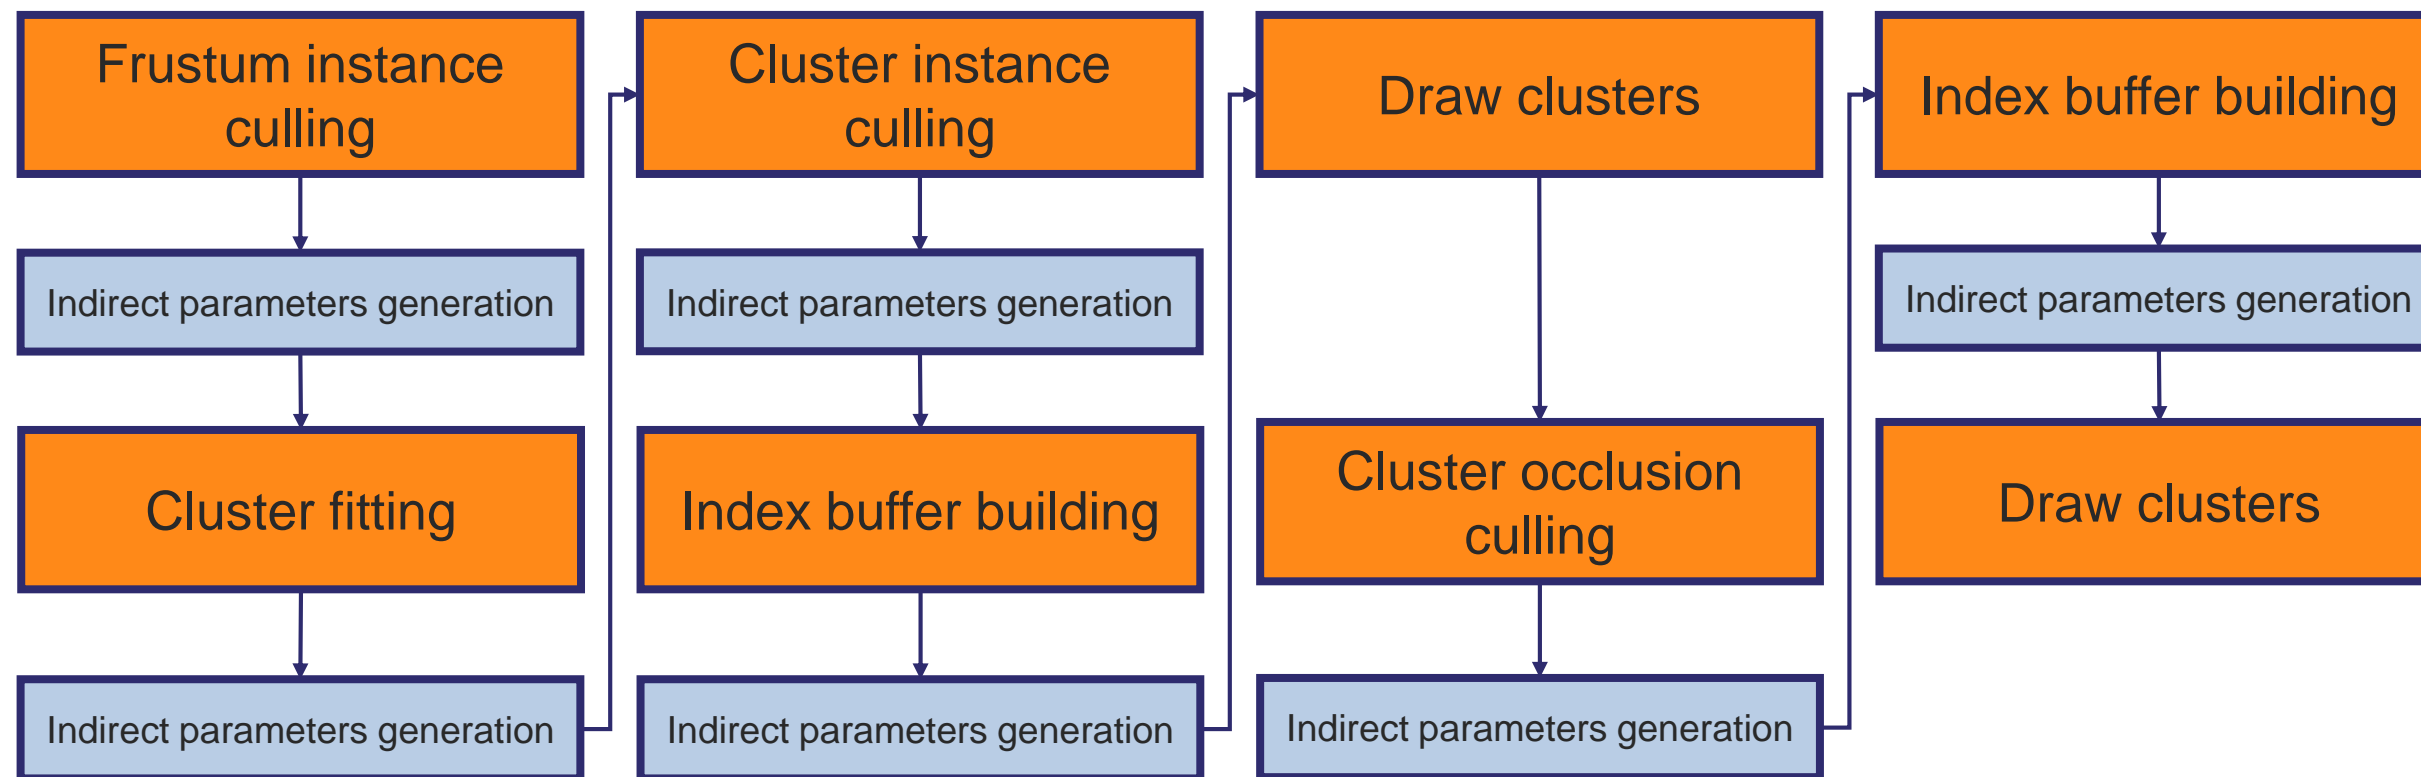 Frustum instance
culling
Indirect parameters generation
Cluster fitting
Indirect parameters generation
Cluster instance
culling
Indirect parameters generation
Index buffer building
Indirect parameters generation
Draw clusters
Cluster occlusion
culling
Indirect parameters generation
Index buffer building
Indirect parameters generation
Draw clusters